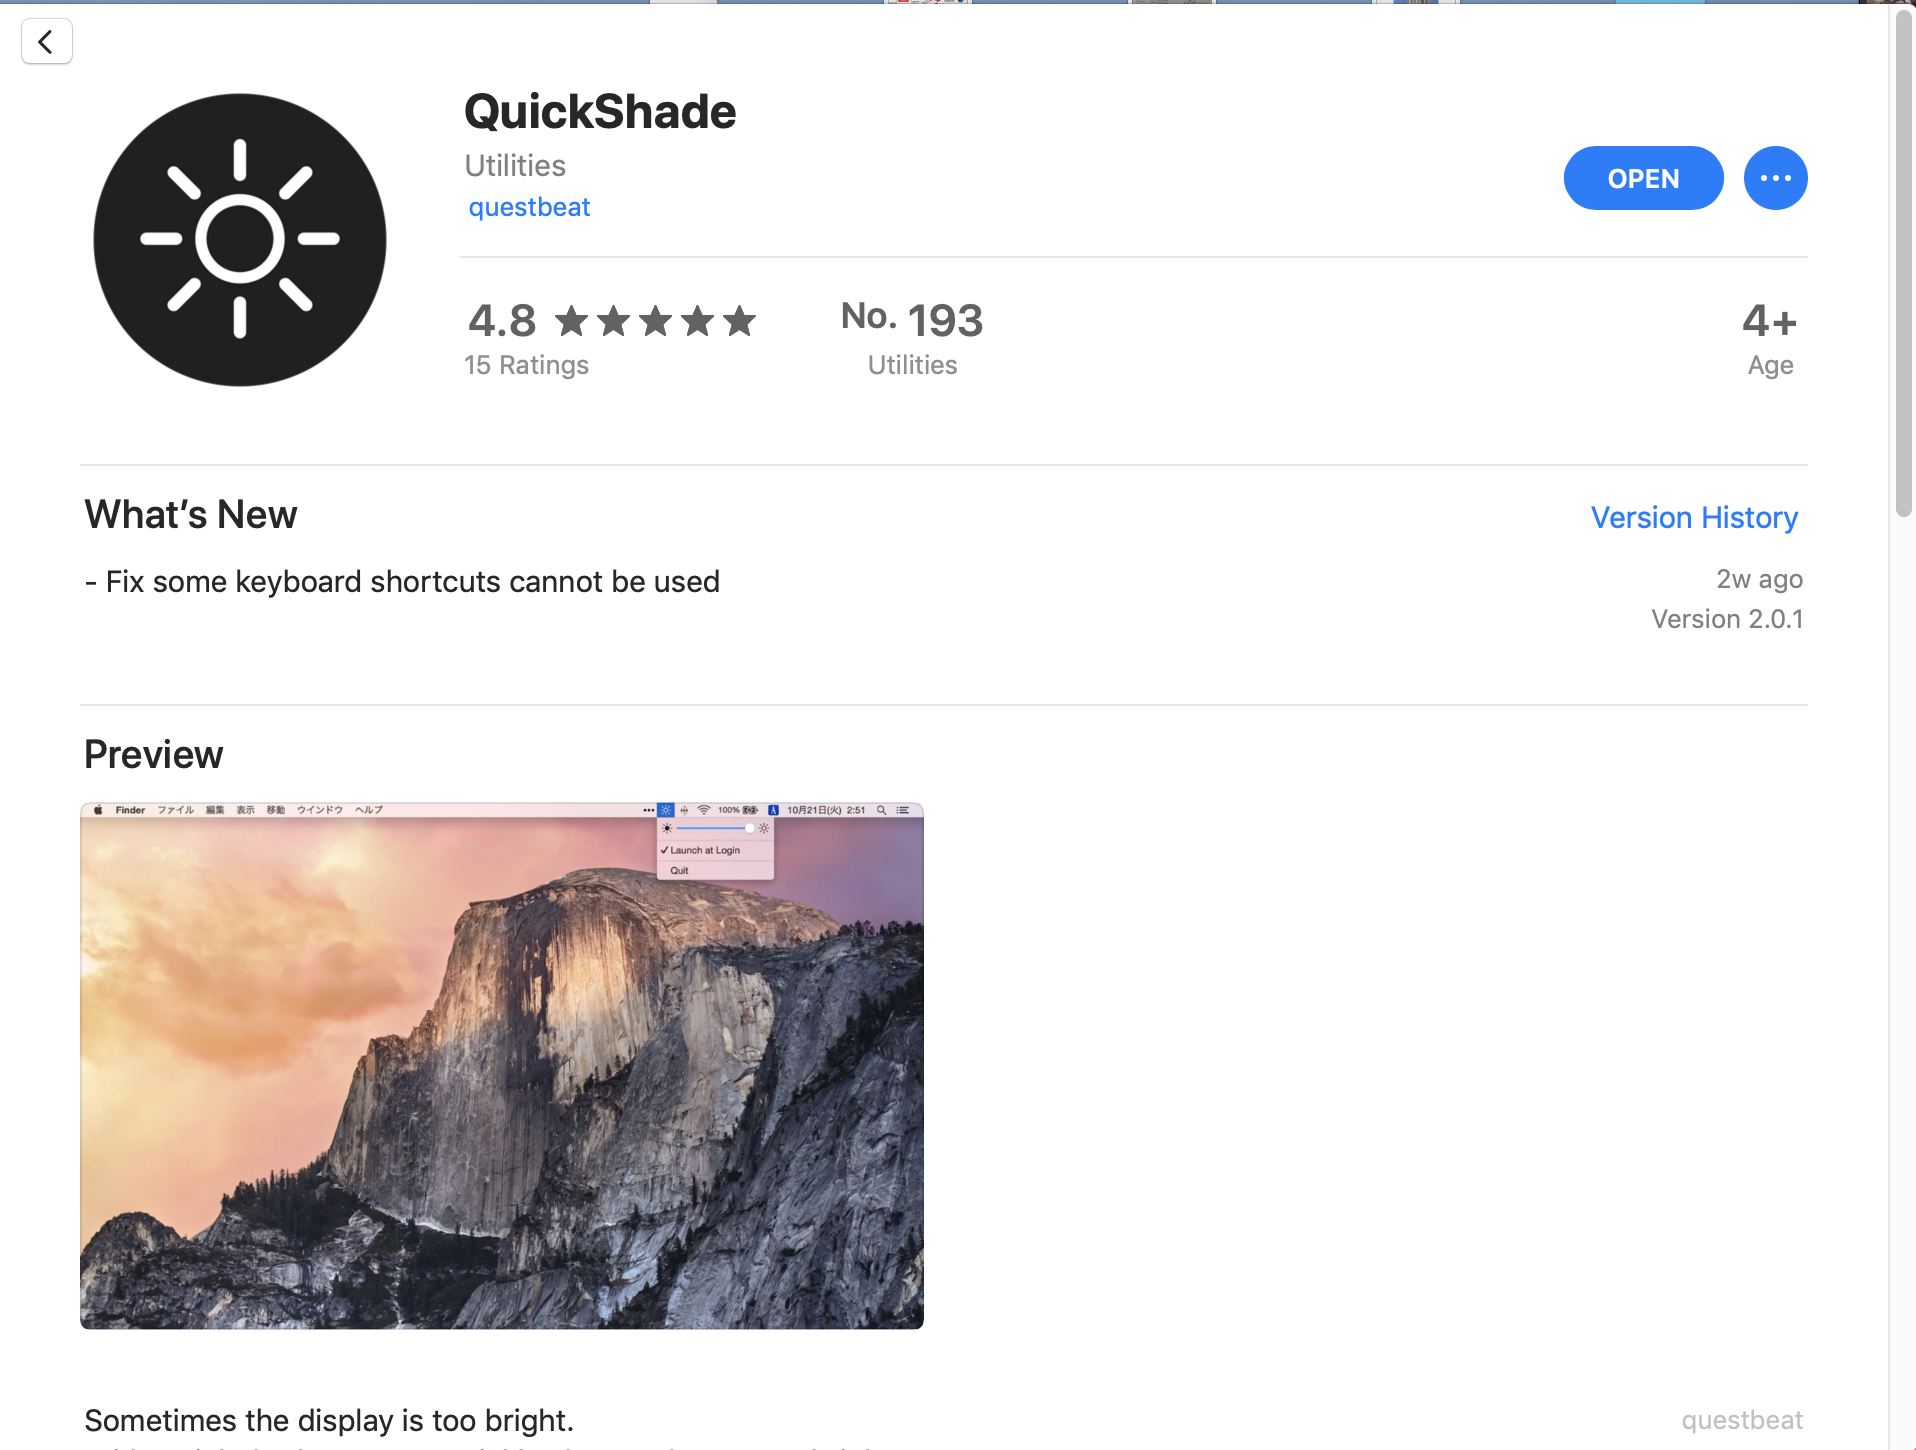 QuickShade
Utilities
questbeat
OPEN
4.8 ★★★★★
15 Ratings
No. 193
Utilities
4+
Age
What’s New
Version History
- Fix some keyboard shortcuts cannot be used
2w ago
Version 2.0.1
Preview
Finder ファイル 編集 表示 移動 ウインドウ ヘルプ 100% A 10月21日(火) 2:51
✓ Launch at Login
Quit
Sometimes the display is too bright.
questbeat